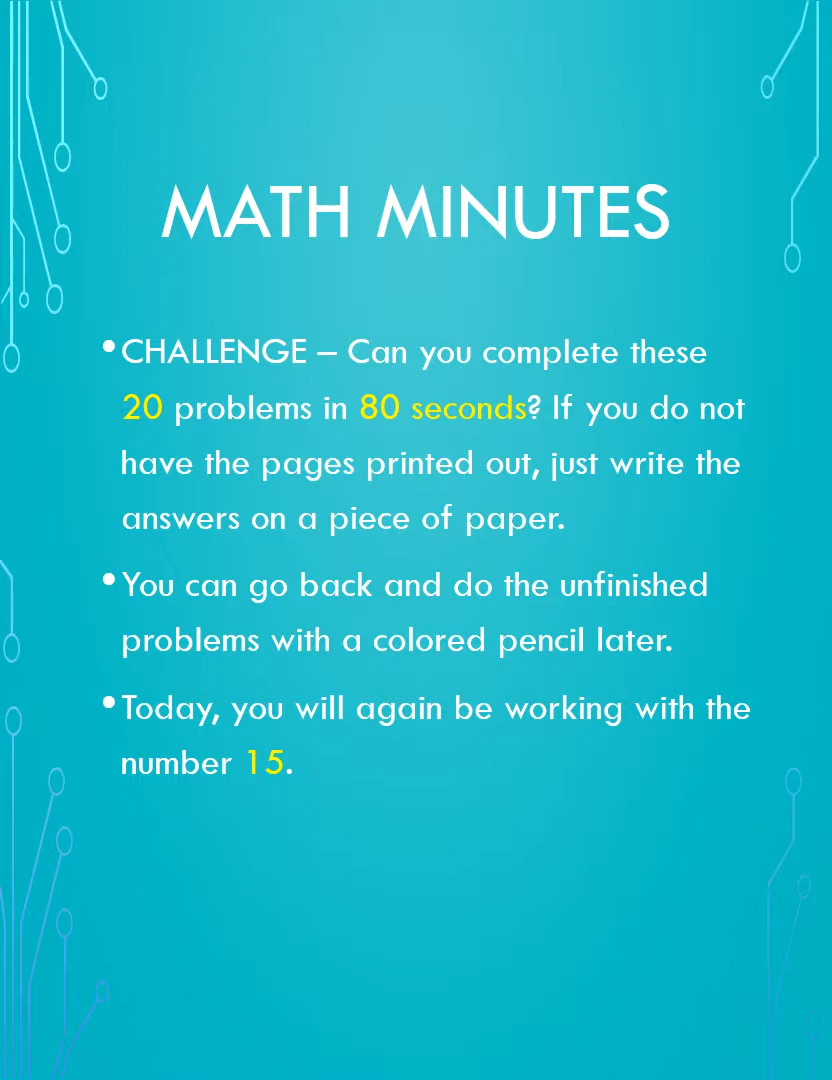 MATH MINUTES
•CHALLENGE – Can you complete these
20 problems in 80 seconds? If you do not
have the pages printed out, just write the
answers on a piece of paper.
•You can go back and do the unfinished
problems with a colored pencil later.
•Today, you will again be working with the
number 15.